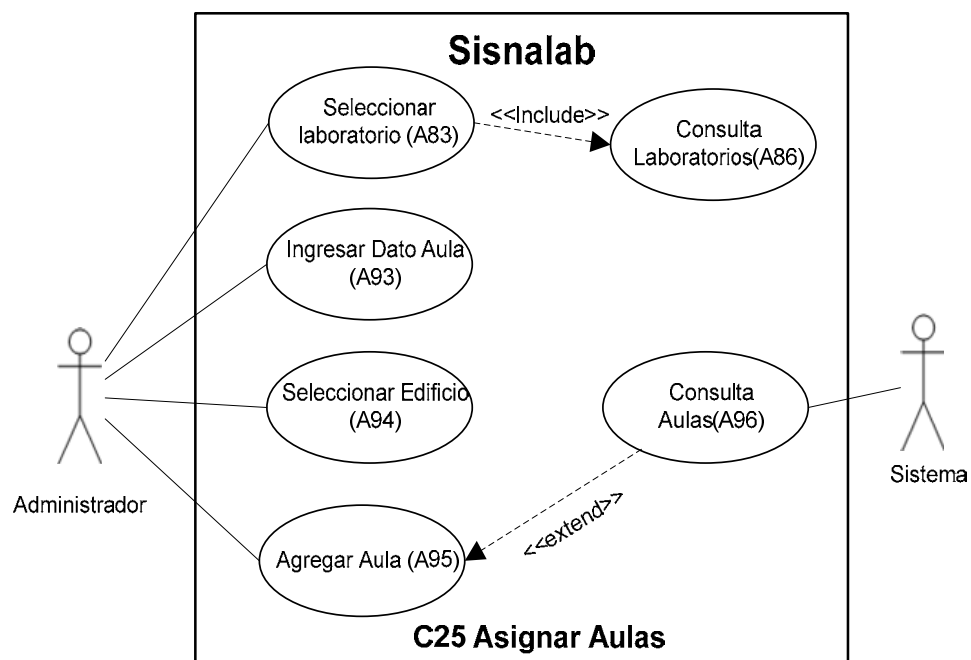 Sisnalab
Seleccionar
laboratorio (A83)
<<Include>>
Consulta
Laboratorios(A86)
Ingresar Dato Aula
(A93)
Seleccionar Edificio
(A94)
Consulta
Aulas(A96)
Administrador
Sistema
Agregar Aula (A95)
<<extend>>
C25 Asignar Aulas